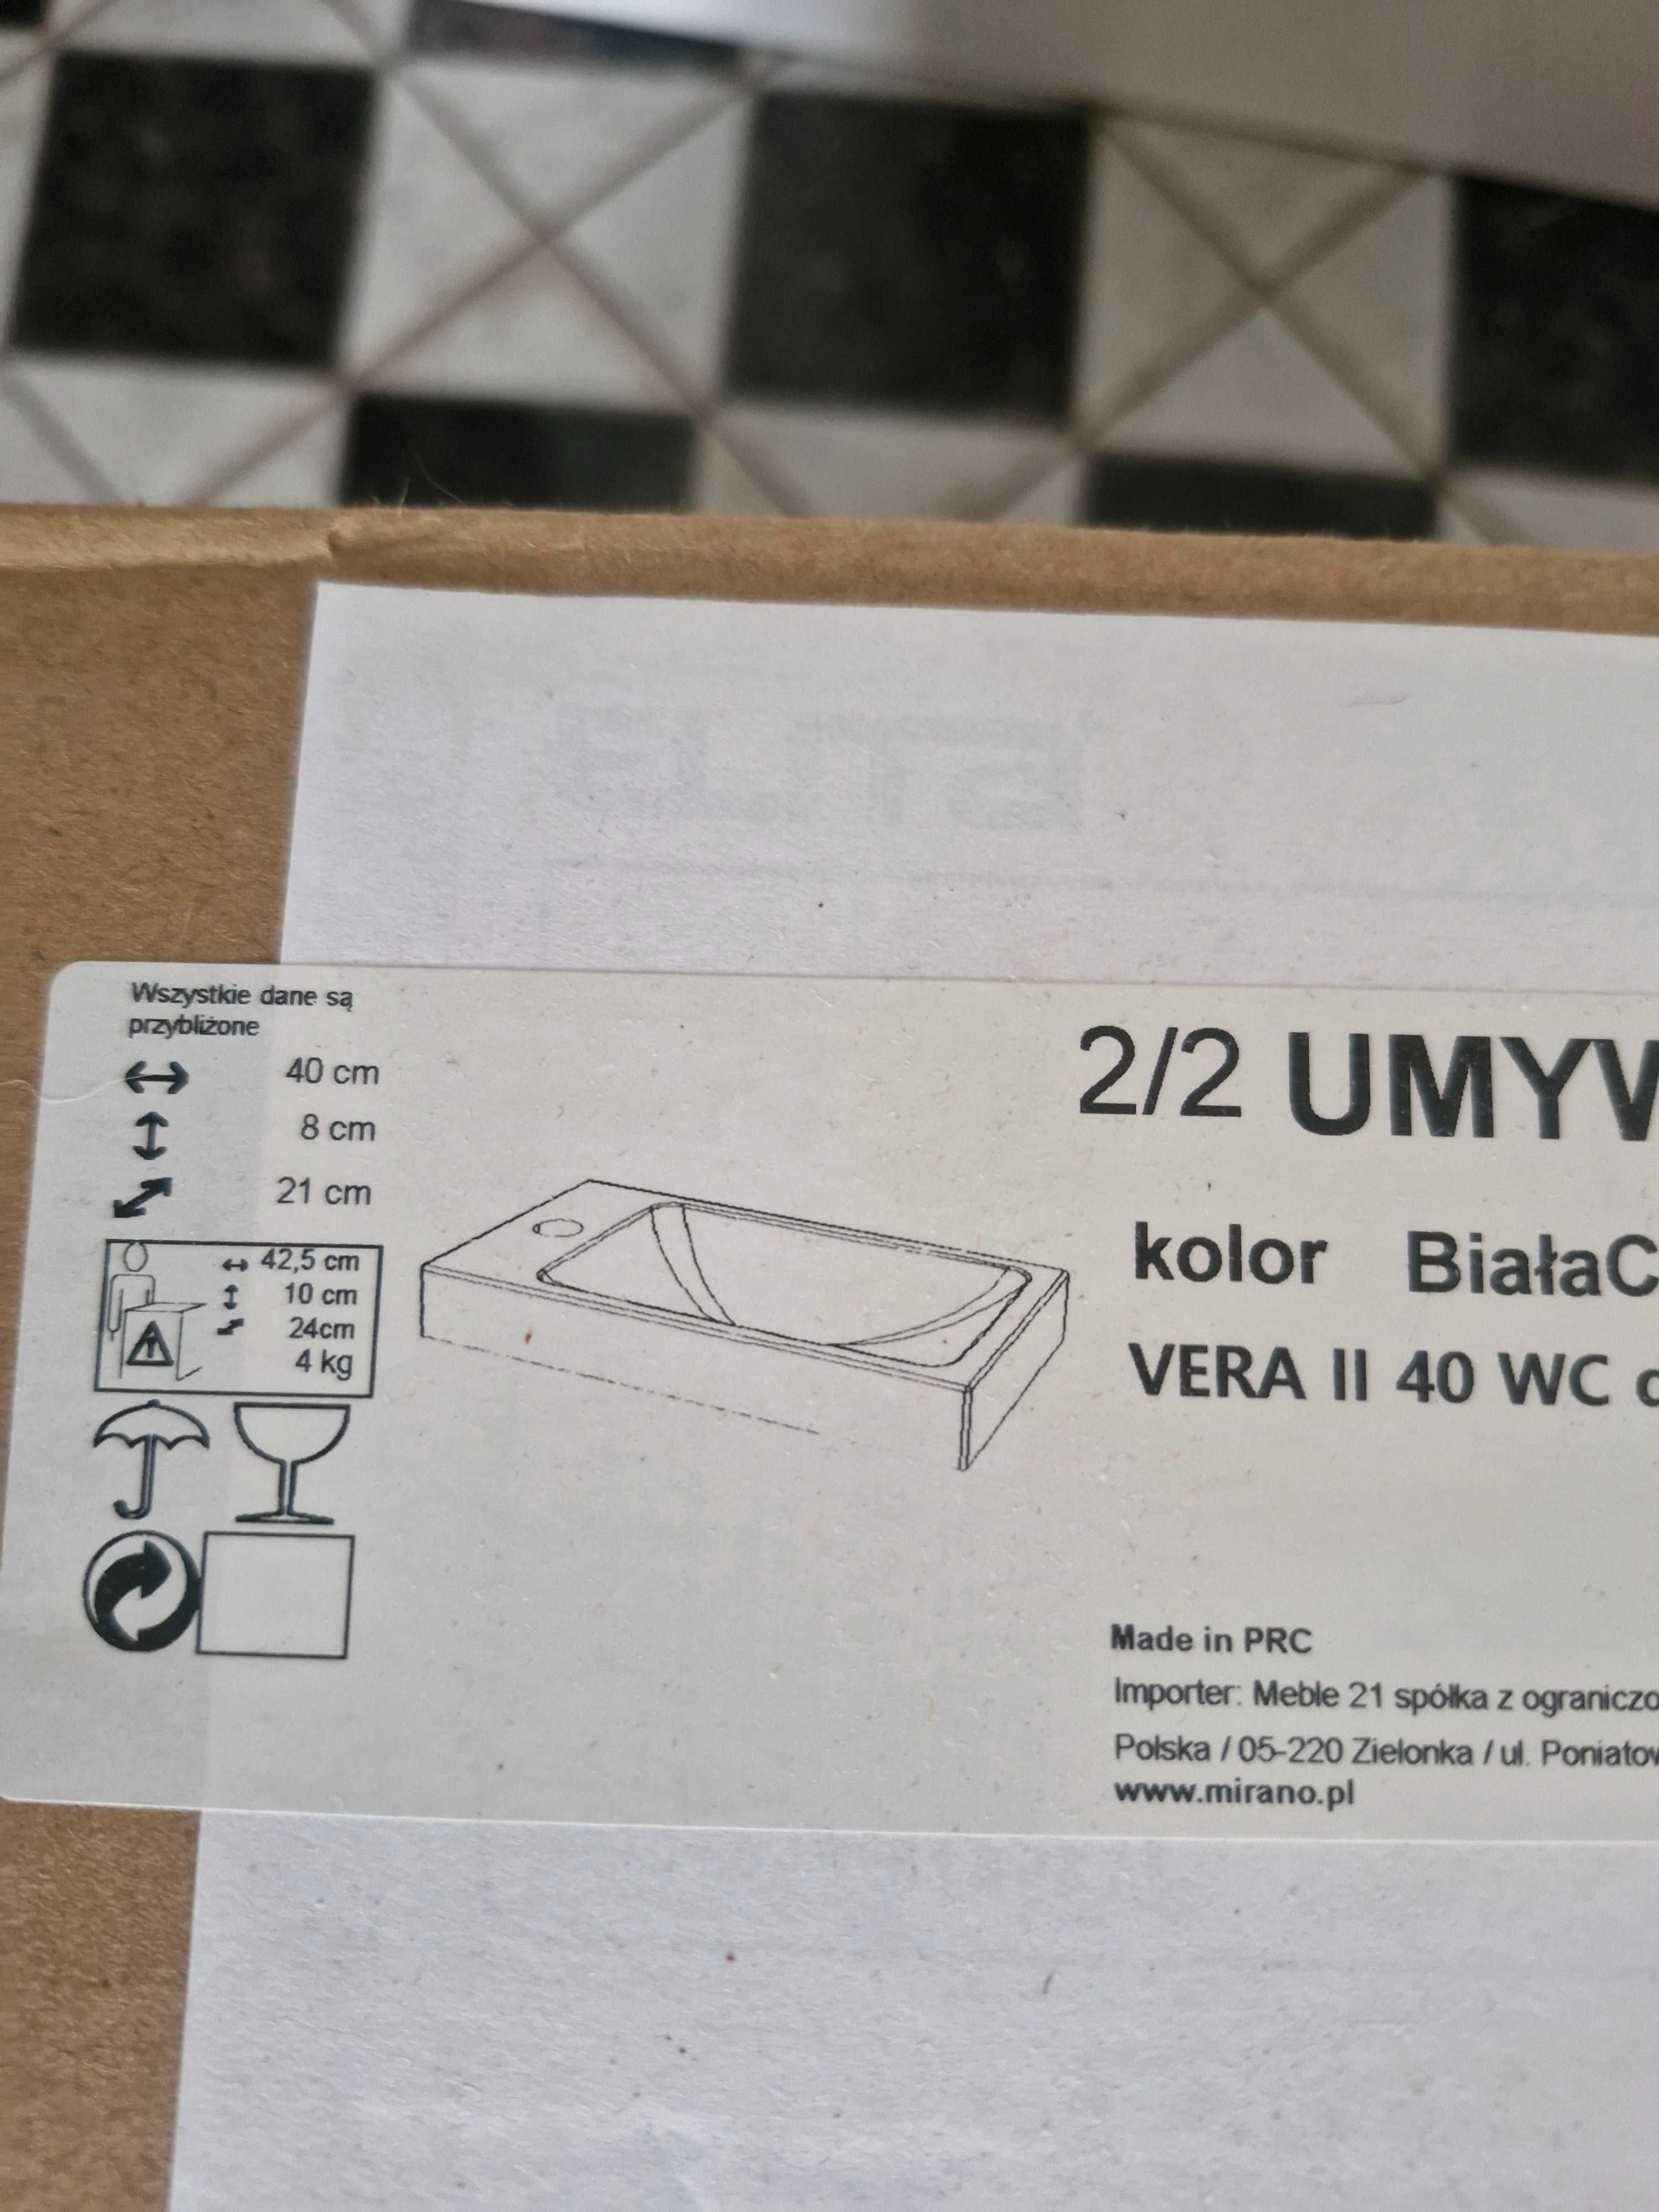 Wszystkie dane są
przybliżone
40 cm
8 cm
21 cm
42,5 cm
10 cm
24cm
4 kg
2/2 UMYW
kolor BiałaC
VERA II 40 WC
Made in PRC
Importer: Meble 21 spółka z ograniczo
Polska / 05-220 Zielonka / ul. Poniatow
www.mirano.pl